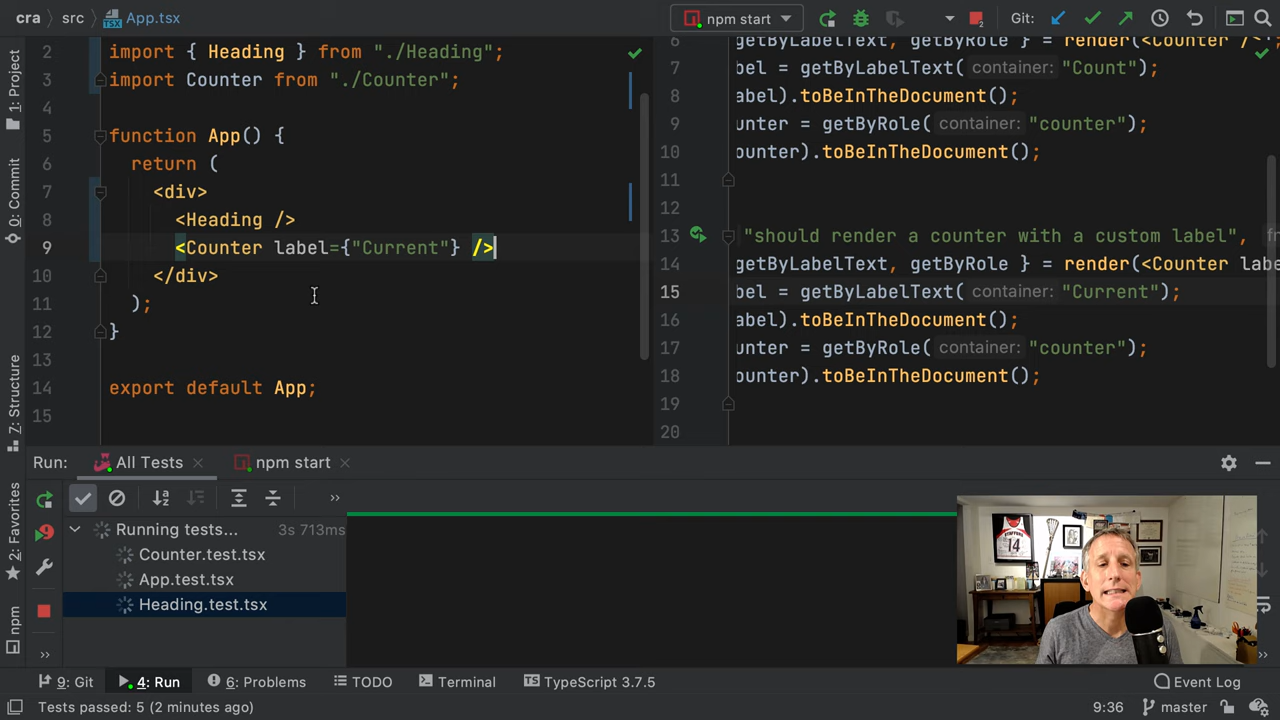 cra
src
App.tsx
npm start
Git:
1: Project
0: Commit
Z: Structure
2: Favorites
npm
2 import { Heading } from "./Heading";
3 import Counter from "./Counter";
4
5 function App() {
6 return (
7 <div>
8 <Heading />
9 <Counter label={"Current"} />
10 </div>
11 );
12 }
13
14 export default App;
15
6 getByLabelText, getByRole } = render(<Counter />
7 bel = getByLabelText( container: "Count");
8 abel).toBeInTheDocument();
9 unter = getByRole( container: "counter");
10 ounter).toBeInTheDocument();
11
12
13 "should render a counter with a custom label",
14 getByLabelText, getByRole } = render(<Counter labe
15 bel = getByLabelText( container: "Current");
16 abel).toBeInTheDocument();
17 unter = getByRole( container: "counter");
18 ounter).toBeInTheDocument();
19
20
Run: All Tests npm start
Running tests... 3s 713ms
Counter.test.tsx
App.test.tsx
Heading.test.tsx
STAFFORD
14
9: Git
4: Run
6: Problems
TODO
Terminal
TypeScript 3.7.5
Event Log
Tests passed: 5 (2 minutes ago)
9:36
master